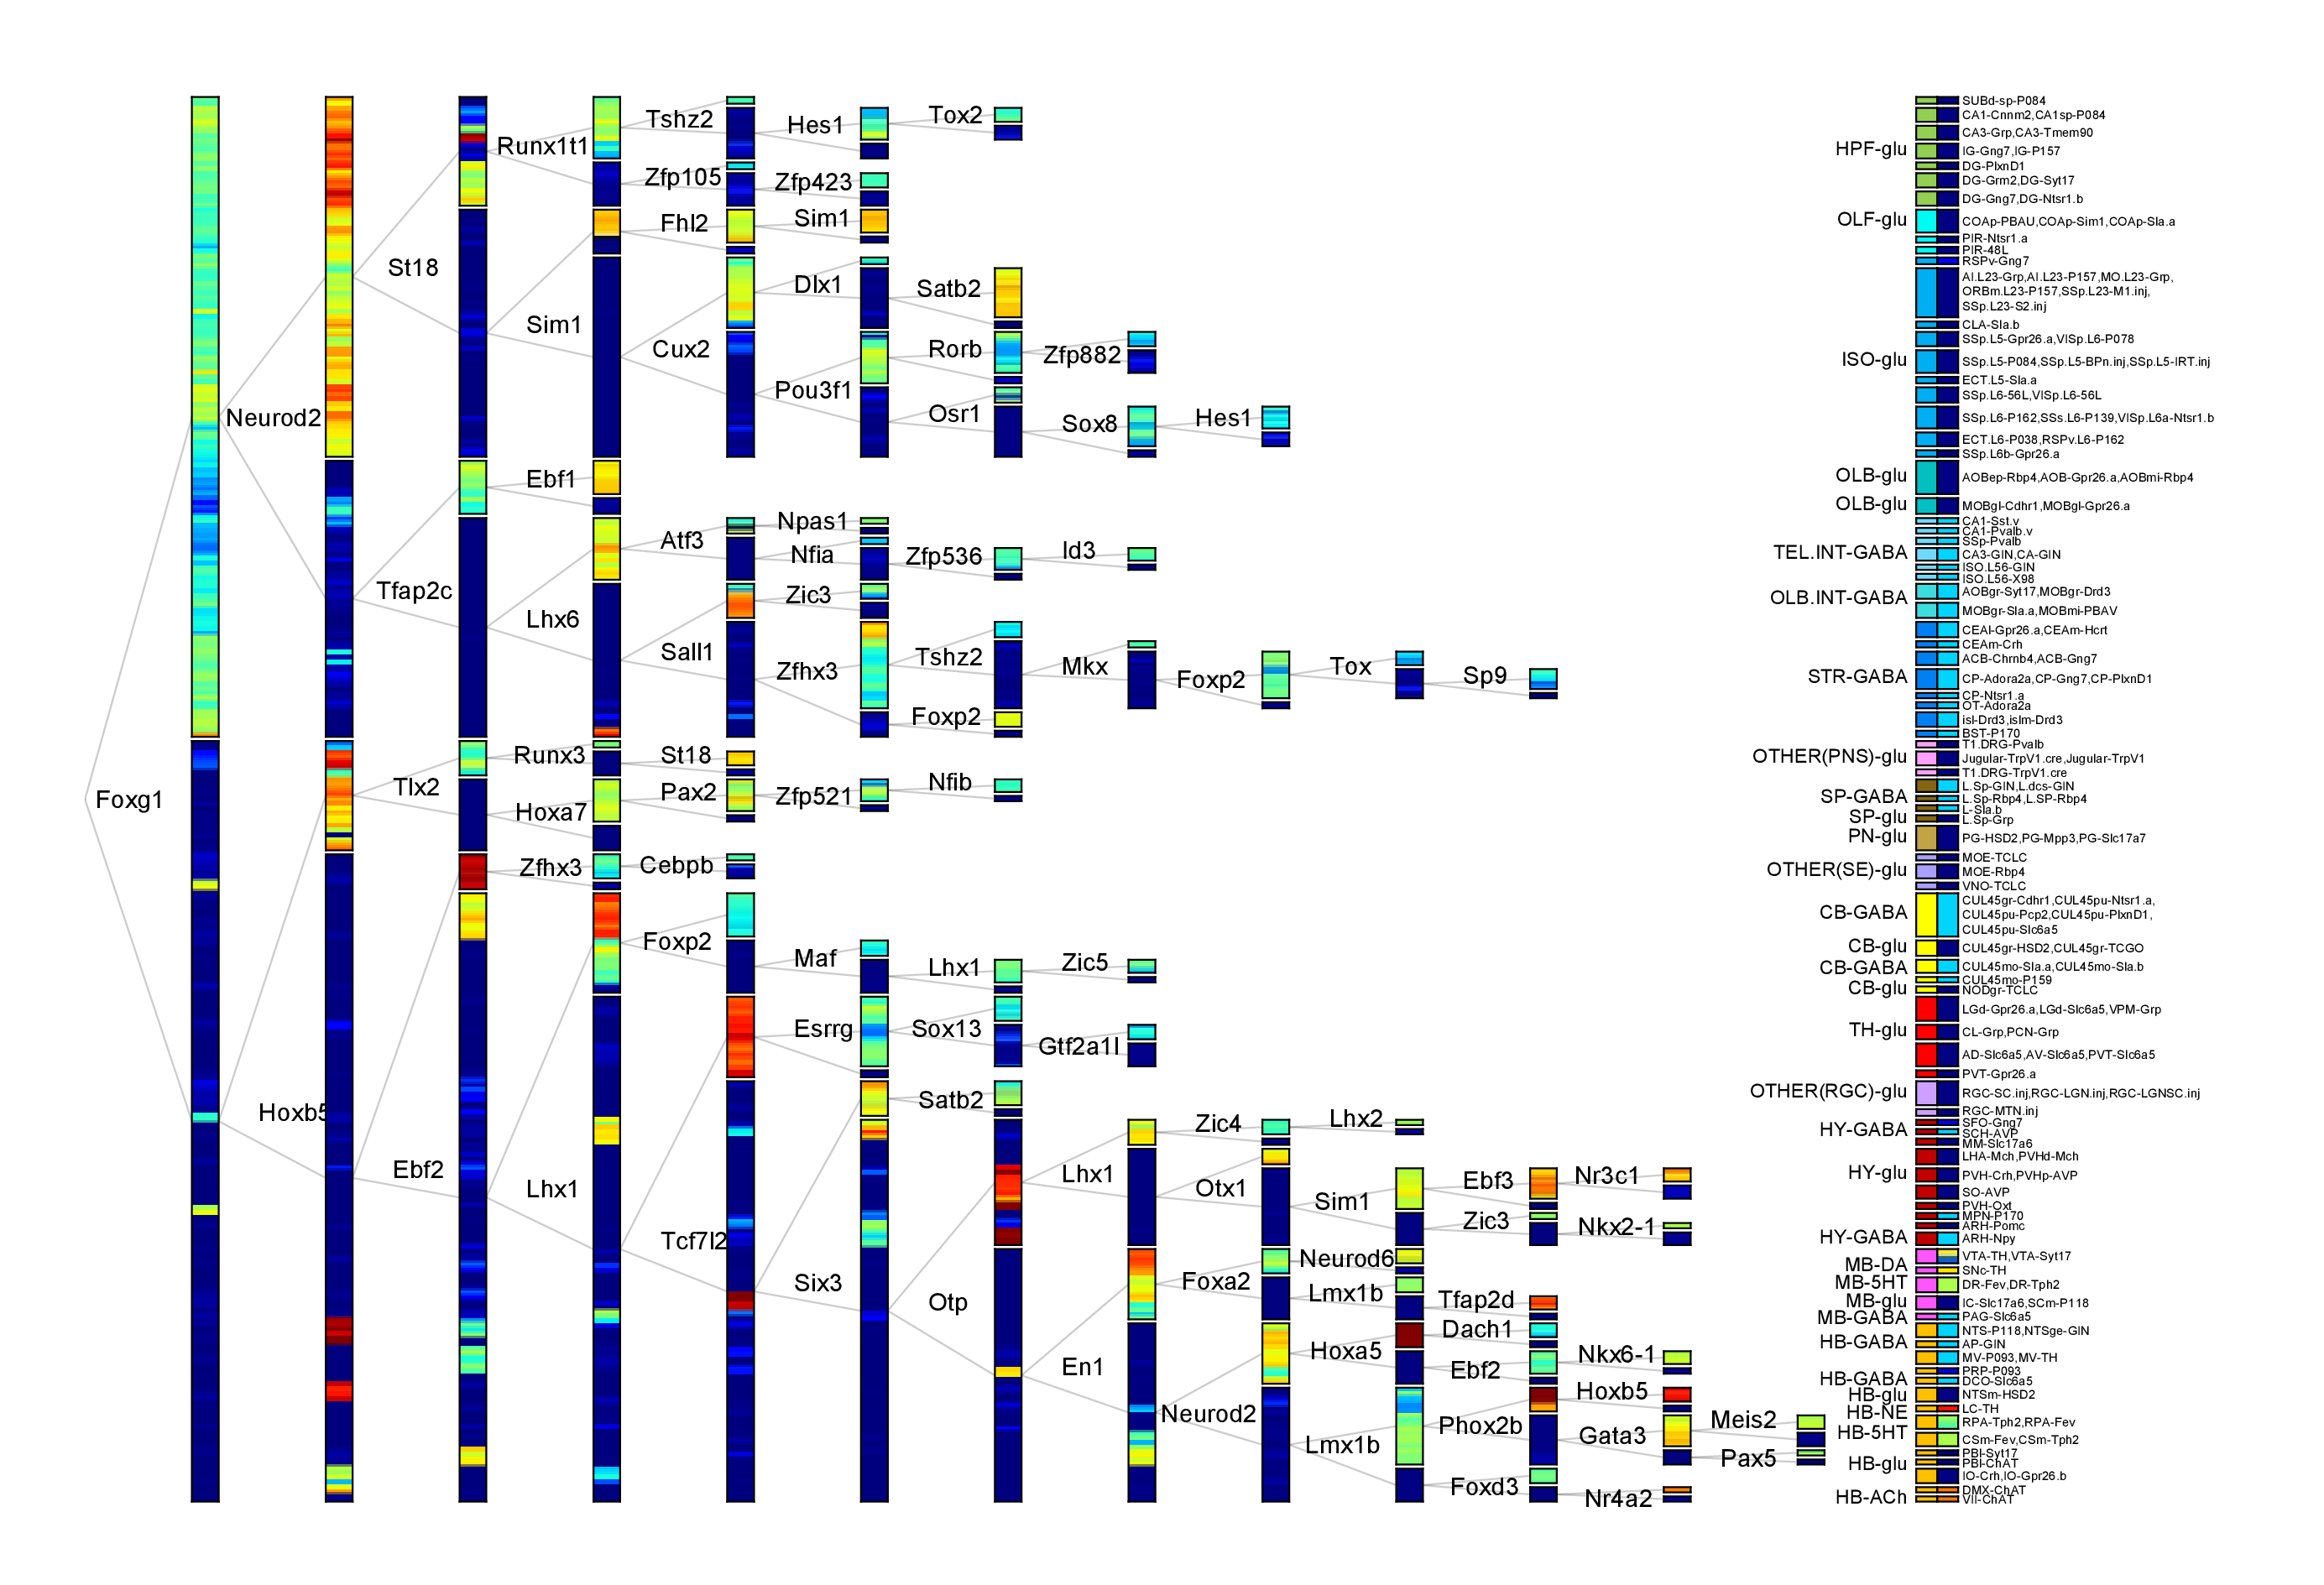 Foxg1
Neurod2
Hoxb5
St18
Tfap2c
Tlx2
Ebf2
Runx1t1
Sim1
Ebf1
Lhx6
Runx3
Hoxa7
Zfhx3
Lhx1
Tshz2
Zfp105
Fhl2
Cux2
Atf3
Sall1
St18
Pax2
Cebpb
Foxp2
Tcf7l2
Hes1
Zfp423
Sim1
Dlx1
Pou3f1
Npas1
Nfia
Zic3
Zfhx3
Zfp521
Maf
Esrrg
Six3
Tox2
Satb2
Rorb
Osr1
Zfp536
Tshz2
Foxp2
Nfib
Lhx1
Sox13
Satb2
Otp
Zfp882
Sox8
Id3
Mkx
Zic5
Gtf2a1l
Lhx1
En1
Hes1
Foxp2
Zic4
Otx1
Foxa2
Neurod2
Tox
Lhx2
Sim1
Neurod6
Lmx1b
Hoxa5
Lmx1b
Sp9
Ebf3
Zic3
Tfap2d
Dach1
Ebf2
Phox2b
Foxd3
Nr3c1
Nkx2-1
Nkx6-1
Hoxb5
Gata3
Nr4a2
Meis2
Pax5
HPF-glu
OLF-glu
ISO-glu
OLB-glu
OLB-glu
TEL.INT-GABA
OLB.INT-GABA
STR-GABA
OTHER(PNS)-glu
SP-GABA
SP-glu
PN-glu
OTHER(SE)-glu
CB-GABA
CB-glu
CB-GABA
CB-glu
TH-glu
OTHER(RGC)-glu
HY-GABA
HY-glu
HY-GABA
MB-DA
MB-5HT
MB-glu
MB-GABA
HB-GABA
HB-GABA
HB-glu
HB-NE
HB-5HT
HB-glu
HB-ACh
SUBd-sp-P084
CA1-Cnnm2,CA1sp-P084
CA3-Grp,CA3-Tmem90
IG-Gng7,IG-P157
DG-PlxnD1
DG-Grm2,DG-Syt17
DG-Gng7,DG-Ntsr1.b
COAp-PBAU,COAp-Sim1,COAp-Sla.a
PIR-Ntsr1.a
PIR-48L
RSPv-Gng7
AI.L23-Grp,AI.L23-P157,MO.L23-Grp,
ORBm.L23-P157,SSp.L23-M1.inj,
SSp.L23-S2.inj
CLA-Sla.b
SSp.L5-Gpr26.a,VISp.L6-P078
SSp.L5-P084,SSp.L5-BPn.inj,SSp.L5-IRT.inj
ECT.L5-Sla.a
SSp.L6-56L,VISp.L6-56L
SSp.L6-P162,SSs.L6-P139,VISp.L6a-Ntsr1.b
ECT.L6-P038,RSPv.L6-P162
SSp.L6b-Gpr26.a
AOBep-Rbp4,AOB-Gpr26.a,AOBmi-Rbp4
MOBgl-Cdhr1,MOBgl-Gpr26.a
CA1-Sst.v
CA1-Pvalb.v
SSp-Pvalb
CA3-GIN,CA-GIN
ISO.L56-GIN
ISO.L56-X98
AOBgr-Syt17,MOBgr-Drd3
MOBgr-Sla.a,MOBmi-PBAV
CEAl-Gpr26.a,CEAm-Hcrt
CEAm-Crh
ACB-Chrnb4,ACB-Gng7
CP-Adora2a,CP-Gng7,CP-PlxnD1
CP-Ntsr1.a
OT-Adora2a
isl-Drd3,islm-Drd3
BST-P170
T1.DRG-Pvalb
Jugular-TrpV1.cre,Jugular-TrpV1
T1.DRG-TrpV1.cre
L.Sp-GIN,L.dcs-GIN
L.Sp-Rbp4,L.SP-Rbp4
L-Sla.b
L.Sp-Grp
PG-HSD2,PG-Mpp3,PG-Slc17a7
MOE-TCLC
MOE-Rbp4
VNO-TCLC
CUL45gr-Cdhr1,CUL45pu-Ntsr1.a,
CUL45pu-Pcp2,CUL45pu-PlxnD1,
CUL45pu-Slc6a5
CUL45gr-HSD2,CUL45gr-TCGO
CUL45mo-Sla.a,CUL45mo-Sla.b
CUL45mo-P159
NODgr-TCLC
LGd-Gpr26.a,LGd-Slc6a5,VPM-Grp
CL-Grp,PCN-Grp
AD-Slc6a5,AV-Slc6a5,PVT-Slc6a5
PVT-Gpr26.a
RGC-SC.inj,RGC-LGN.inj,RGC-LGNSC.inj
RGC-MTN.inj
SFO-Gng7
SCH-AVP
MM-Slc17a6
LHA-Mch,PVHd-Mch
PVH-Crh,PVHp-AVP
SO-AVP
PVH-Oxt
MPN-P170
ARH-Pomc
ARH-Npy
VTA-TH,VTA-Syt17
SNc-TH
DR-Fev,DR-Tph2
IC-Slc17a6,SCm-P118
PAG-Slc6a5
NTS-P118,NTSge-GIN
AP-GIN
MV-P093,MV-TH
PRP-P093
DCO-Slc6a5
NTSm-HSD2
LC-TH
RPA-Tph2,RPA-Fev
CSm-Fev,CSm-Tph2
PBl-Syt17
PBl-ChAT
IO-Crh,IO-Gpr26.b
DMX-ChAT
VII-ChAT